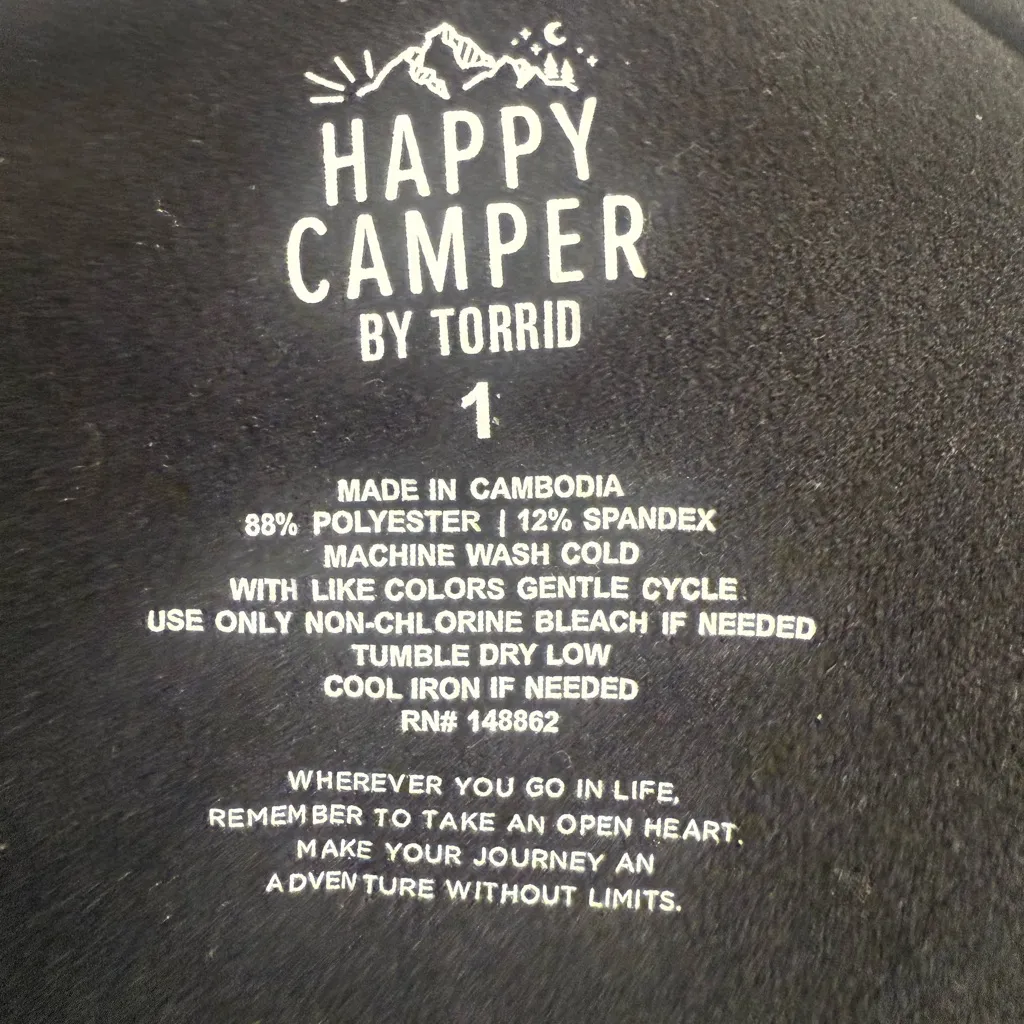 HAPPY
CAMPER
BY TORRID
1
MADE IN CAMBODIA
88% POLYESTER | 12% SPANDEX
MACHINE WASH COLD
WITH LIKE COLORS GENTLE CYCLE
USE ONLY NON-CHLORINE BLEACH IF NEEDED
TUMBLE DRY LOW
COOL IRON IF NEEDED
RN# 148862
WHEREVER YOU GO IN LIFE,
REMEMBER TO TAKE AN OPEN HEART.
MAKE YOUR JOURNEY AN
ADVENTURE WITHOUT LIMITS.